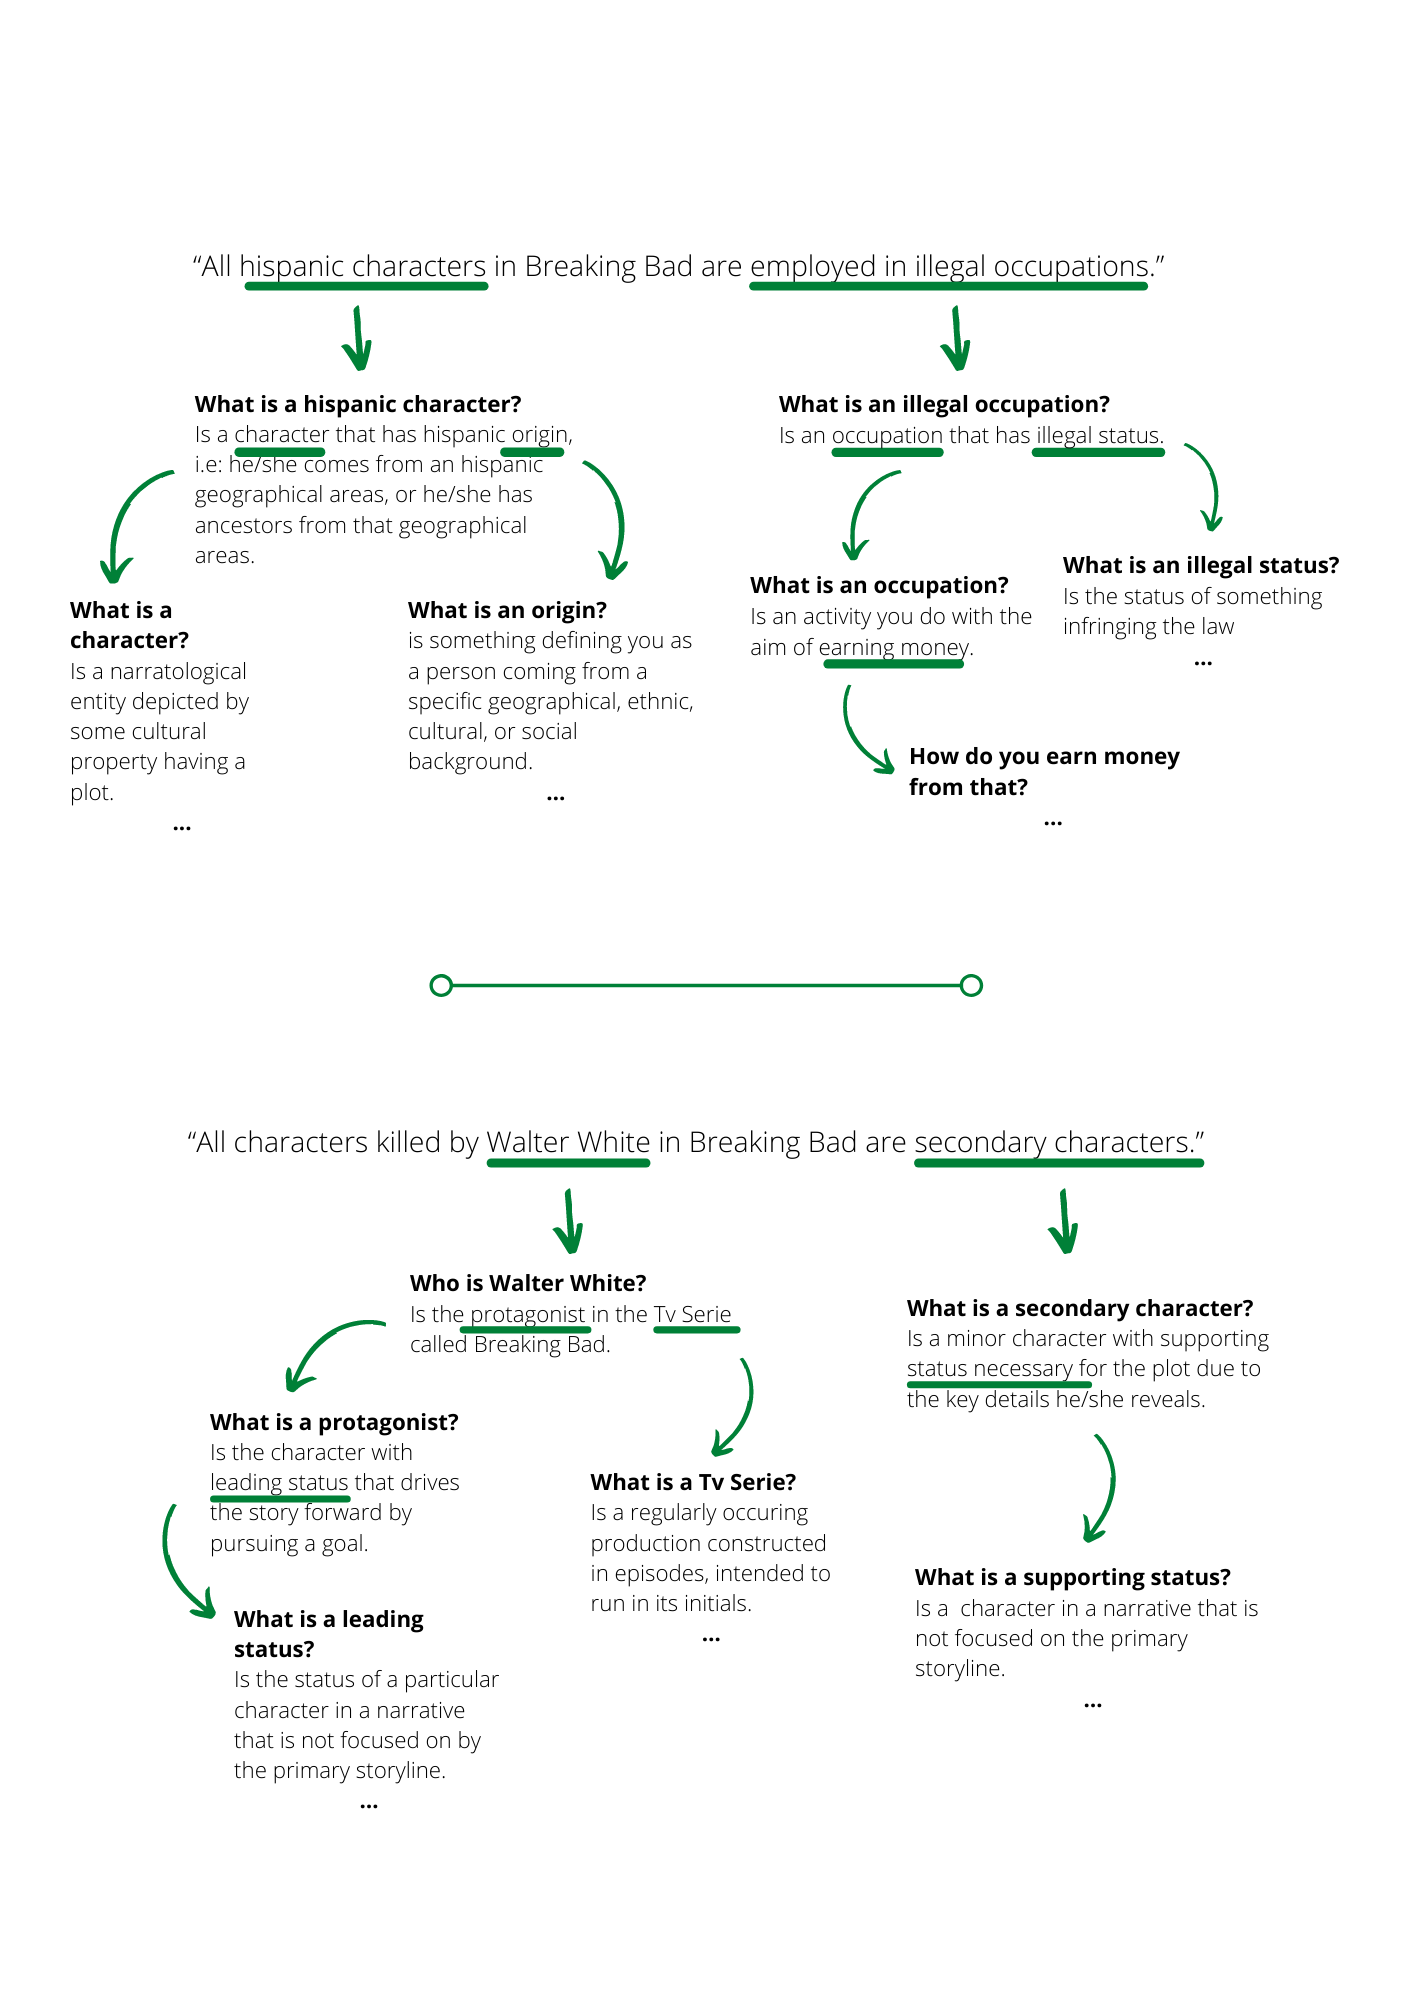 “All hispanic characters in Breaking Bad are employed in illegal occupations.”
What is a hispanic character?
Is a character that has hispanic origin,
i.e: he/she comes from an hispanic
geographical areas, or he/she has
ancestors from that geographical
areas.
What is an illegal occupation?
Is an occupation that has illegal status.
What is a
character?
Is a narratological
entity depicted by
some cultural
property having a
plot.
...
What is an origin?
is something defining you as
a person coming from a
specific geographical, ethnic,
cultural, or social
background.
...
What is an occupation?
Is an activity you do with the
aim of earning money.
What is an illegal status?
Is the status of something
infringing the law
...
How do you earn money
from that?
...
“All characters killed by Walter White in Breaking Bad are secondary characters.”
Who is Walter White?
Is the protagonist in the Tv Serie
called Breaking Bad.
What is a secondary character?
Is a minor character with supporting
status necessary for the plot due to
the key details he/she reveals.
What is a protagonist?
Is the character with
leading status that drives
the story forward by
pursuing a goal.
What is a Tv Serie?
Is a regularly occuring
production constructed
in episodes, intended to
run in its initials.
...
What is a supporting status?
Is a  character in a narrative that is
not focused on the primary
storyline.
...
What is a leading
status?
Is the status of a particular
character in a narrative
that is not focused on by
the primary storyline.
...